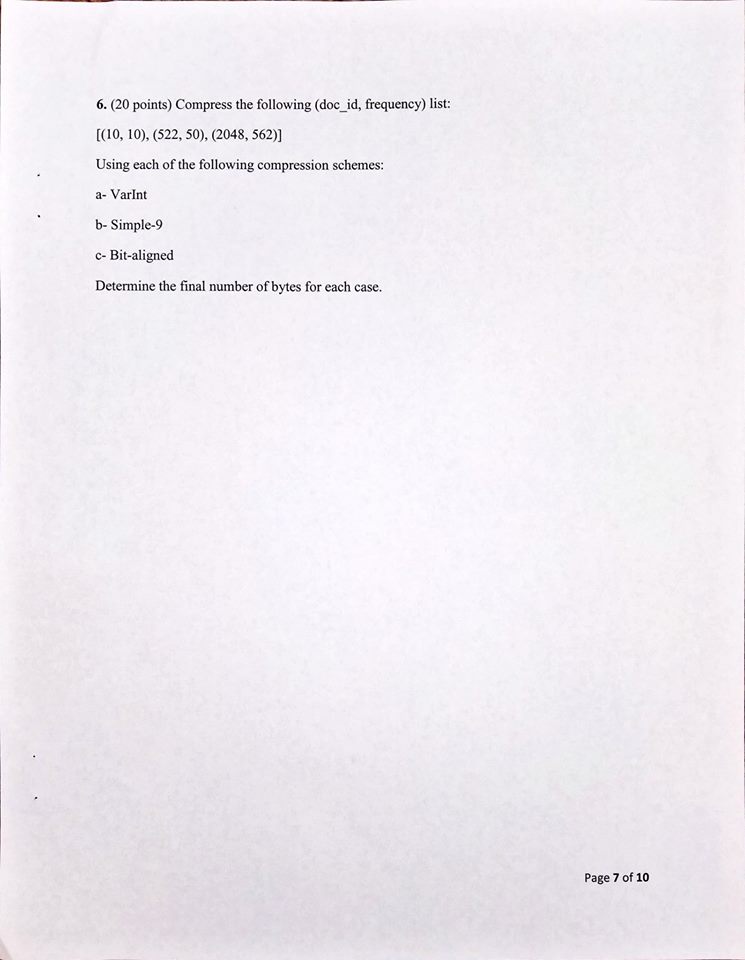 6. (20 points) Compress the following (doc_id, frequency) list:
[(10, 10), (522, 50), (2048, 562)]
Using each of the following compression schemes:
a- VarInt
b- Simple-9
c- Bit-aligned
Determine the final number of bytes for each case.
Page 7 of 10